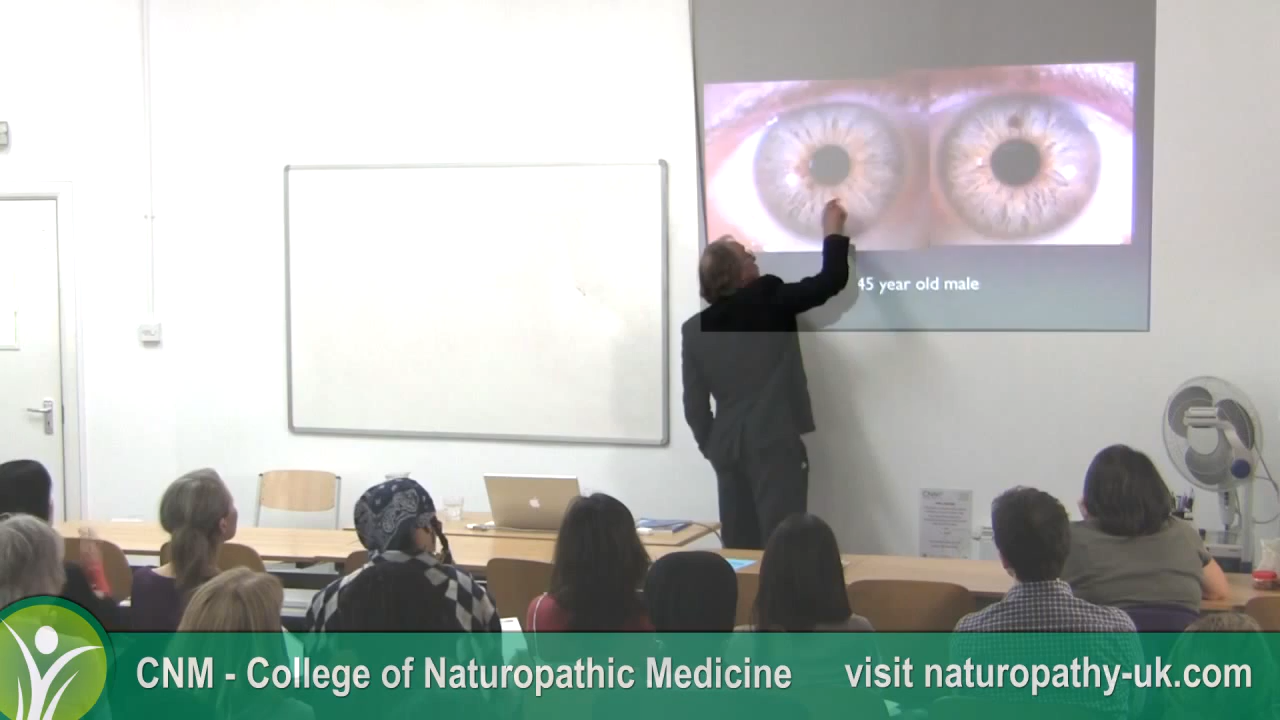 45 year old male
CNM - College of Naturopathic Medicine
visit naturopathy-uk.com